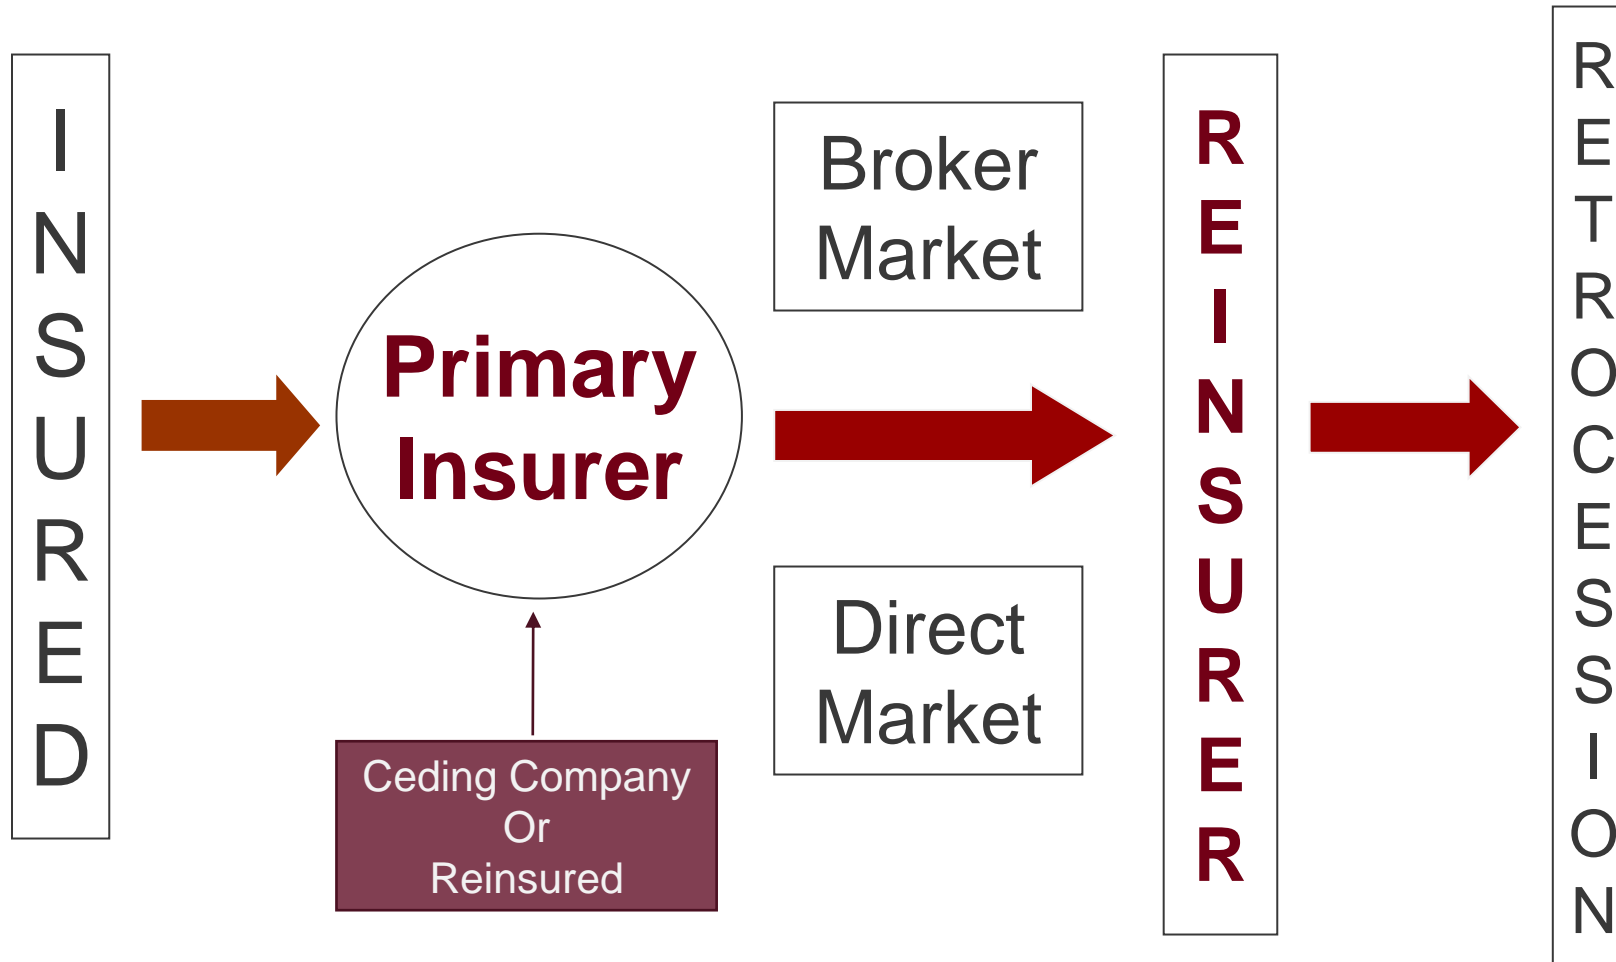 INSURED
Primary
Insurer
Ceding Company
Or
Reinsured
Broker
Market
Direct
Market
REINSURER
RETROCESSION